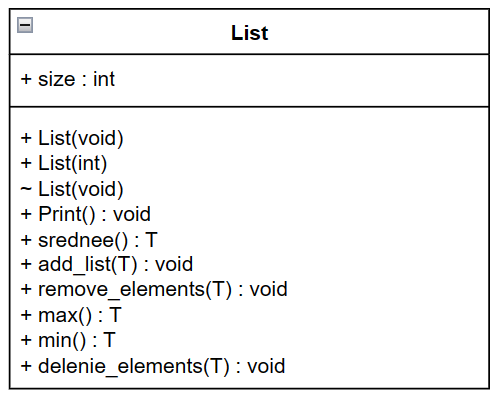 List
+ size : int
+ List(void)
+ List(int)
~ List(void)
+ Print() : void
+ srednee() : T
+ add_list(T) : void
+ remove_elements(T) : void
+ max() : T
+ min() : T
+ delenie_elements(T) : void